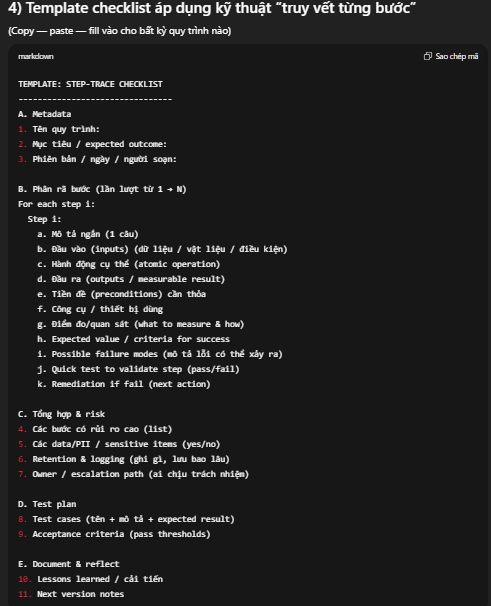 4) Template checklist áp dụng kỹ thuật “truy vết từng bước”
(Copy — paste — fill vào cho bất kỳ quy trình nào)
markdown
Sao chép mã
TEMPLATE: STEP-TRACE CHECKLIST
--------------------------------
A. Metadata
1. Tên quy trình:
2. Mục tiêu / expected outcome:
3. Phiên bản / ngày / người soạn:
B. Phân rã bước (lần lượt từ 1 → N)
For each step i:
Step i:
a. Mô tả ngắn (1 câu)
b. Đầu vào (inputs) (dữ liệu / vật liệu / điều kiện)
c. Hành động cụ thể (atomic operation)
d. Đầu ra (outputs / measurable result)
e. Tiền đề (preconditions) cần thỏa
f. Công cụ / thiết bị dùng
g. Điểm đo/quan sát (what to measure & how)
h. Expected value / criteria for success
i. Possible failure modes (mô tả lỗi có thể xảy ra)
j. Quick test to validate step (pass/fail)
k. Remediation if fail (next action)
C. Tổng hợp & risk
4. Các bước có rủi ro cao (list)
5. Các data/PII / sensitive items (yes/no)
6. Retention & logging (ghi gì, lưu bao lâu)
7. Owner / escalation path (ai chịu trách nhiệm)
D. Test plan
8. Test cases (tên + mô tả + expected result)
9. Acceptance criteria (pass thresholds)
E. Document & reflect
10. Lessons learned / cải tiến
11. Next version notes